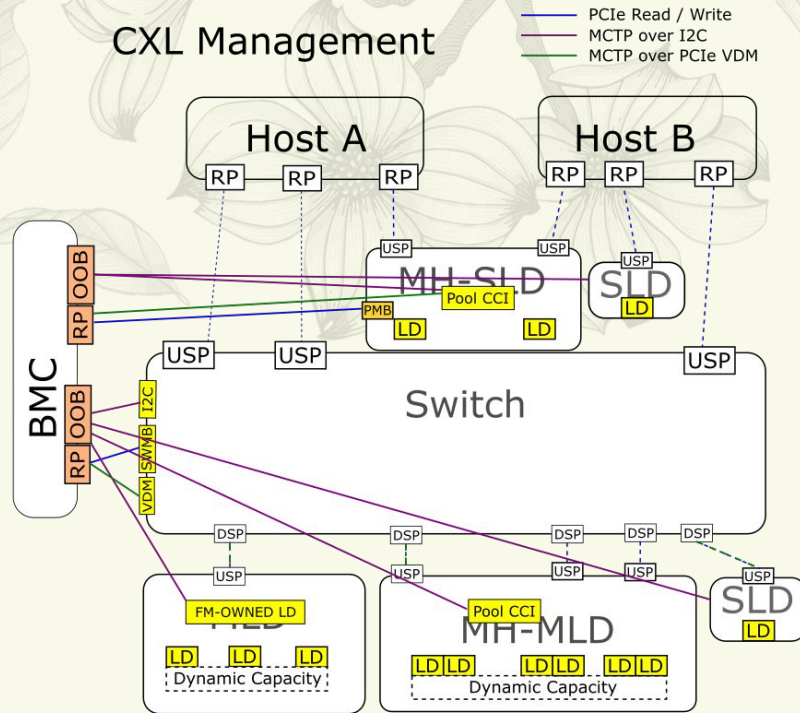 CXL Management
PCIe Read / Write
MCTP over I2C
MCTP over PCIe VDM
Host A
Host B
RP
RP
RP
RP
RP
RP
USP
USP
USP
MH-SLD
Pool CCI
PMB
LD
LD
SLD
LD
BMC
OOB
RP
OOB
RP
USP
USP
USP
Switch
I2C
SWMB
VDM
DSP
DSP
DSP
DSP
DSP
USP
USP
USP
USP
USP
FM-OWNED LD
MLD
LD
LD
LD
Dynamic Capacity
Pool CCI
MH-MLD
LD
LD
LD
LD
LD
LD
Dynamic Capacity
SLD
LD